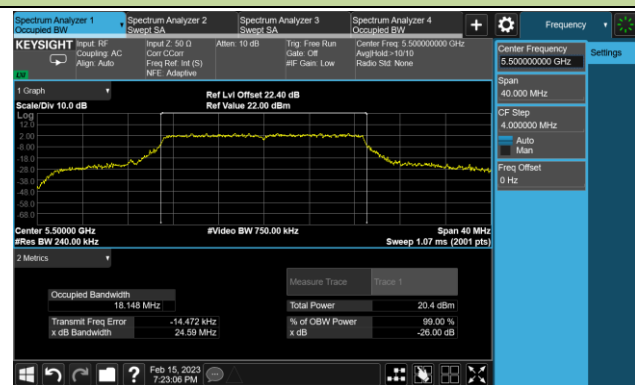 Spectrum Analyzer 1
Occupied BW
Spectrum Analyzer 2
Swept SA
Spectrum Analyzer 3
Swept SA
Spectrum Analyzer 4
Occupied BW
Frequency
KEYSIGHT
Input: RF
Coupling: AC
Align: Auto
Input Z: 50 Ω
Corr CCorr
Freq Ref: Int (S)
NFE: Adaptive
Atten: 10 dB
Trig: Free Run
Gate: Off
#IF Gain: Low
Center Freq: 5.500000000 GHz
Avg|Hold:>10/10
Radio Std: None
LXI
Center Frequency
5.500000000 GHz
Settings
Span
40.000 MHz
CF Step
4.000000 MHz
Auto
Man
Freq Offset
0 Hz
1 Graph
Scale/Div 10.0 dB
Ref Lvl Offset 22.40 dB
Ref Value 22.00 dBm
Log
12.0
2.00
-8.00
-18.0
-28.0
-38.0
-48.0
-58.0
-68.0
Center 5.50000 GHz
#Res BW 240.00 kHz
#Video BW 750.00 kHz
Span 40 MHz
Sweep 1.07 ms (2001 pts)
2 Metrics
Measure Trace
Trace 1
Occupied Bandwidth
18.148 MHz
Total Power
20.4 dBm
Transmit Freq Error
-14.472 kHz
% of OBW Power
99.00 %
x dB Bandwidth
24.59 MHz
x dB
-26.00 dB
?
Feb 15, 2023
7:23:06 PM